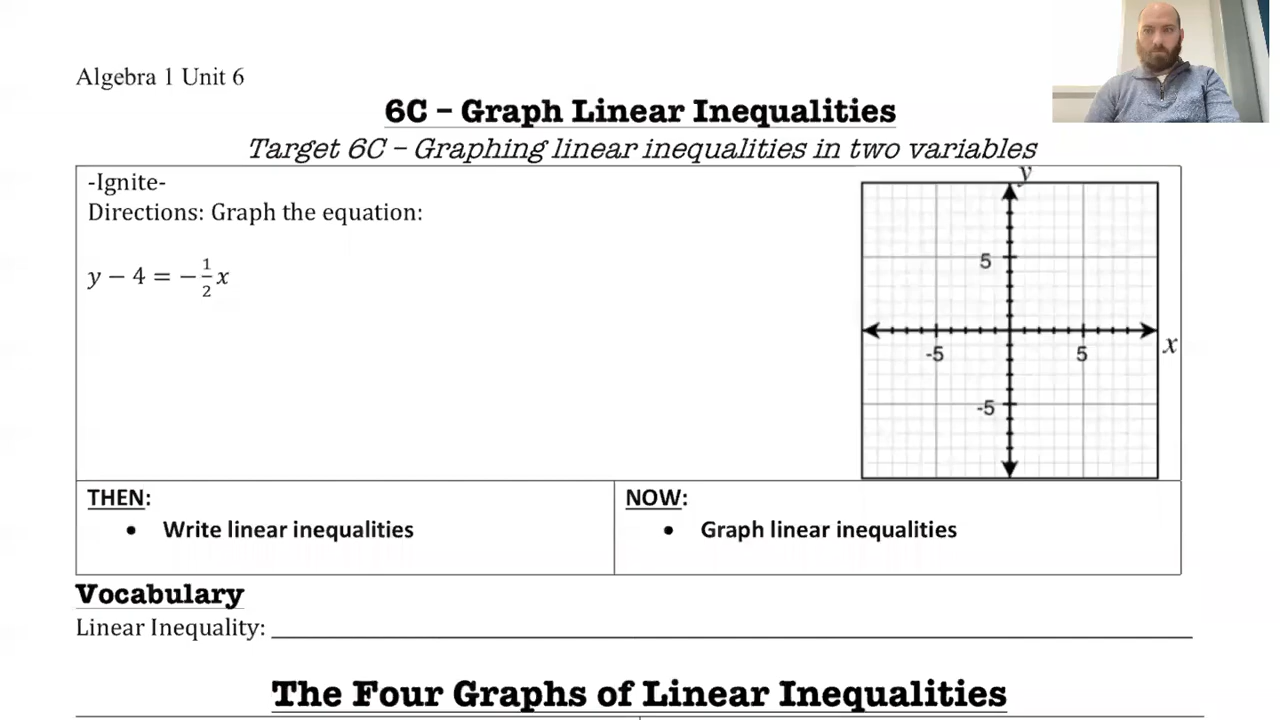 Algebra 1 Unit 6
6C – Graph Linear Inequalities
Target 6C – Graphing linear inequalities in two variables
-Ignite-
Directions: Graph the equation:
y − 4 = −1/2 x
y
5
-5
5
x
-5
THEN:
• Write linear inequalities
NOW:
• Graph linear inequalities
Vocabulary
Linear Inequality: ______________________________
The Four Graphs of Linear Inequalities